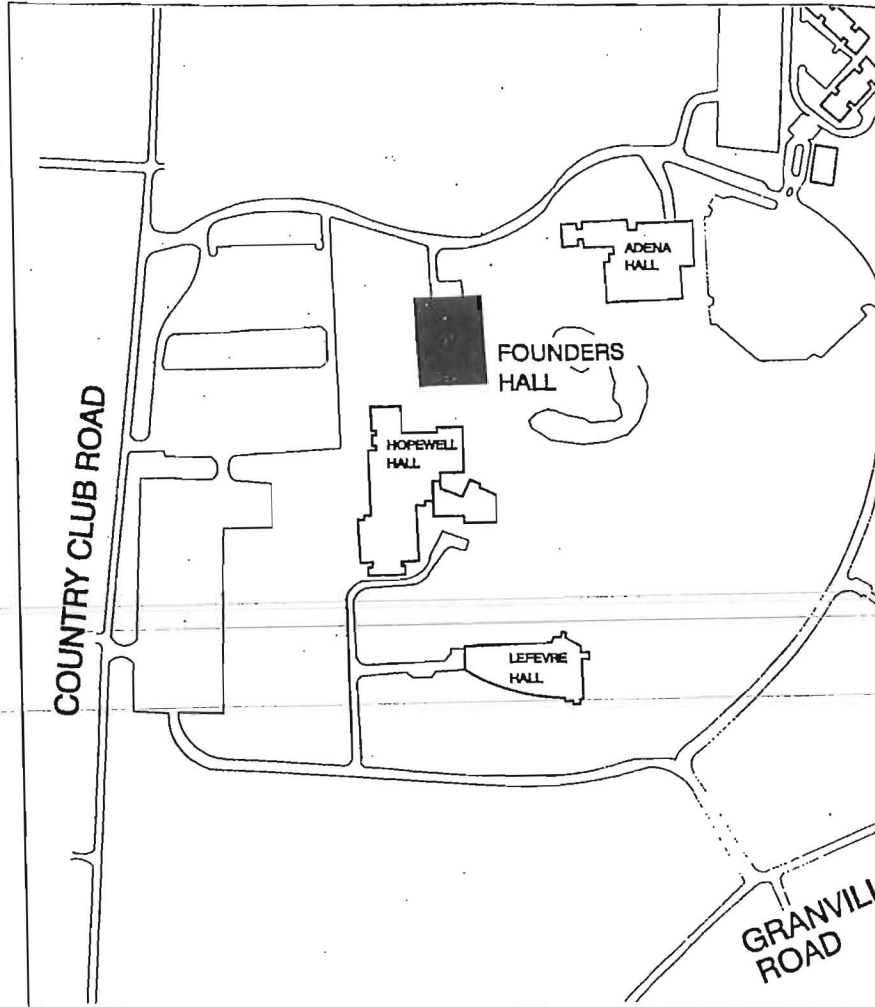 ADENA
HALL
FOUNDERS
HALL
HOPEWELL
HALL
COUNTRY CLUB ROAD
LEFEVRE
HALL
GRANVILL
ROAD